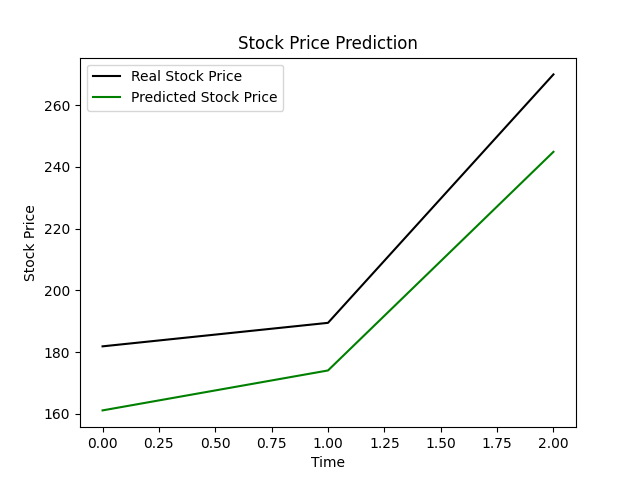 Stock Price Prediction
Real Stock Price
Predicted Stock Price
Stock Price
260
240
220
200
180
160
0.00 0.25 0.50 0.75 1.00 1.25 1.50 1.75 2.00
Time